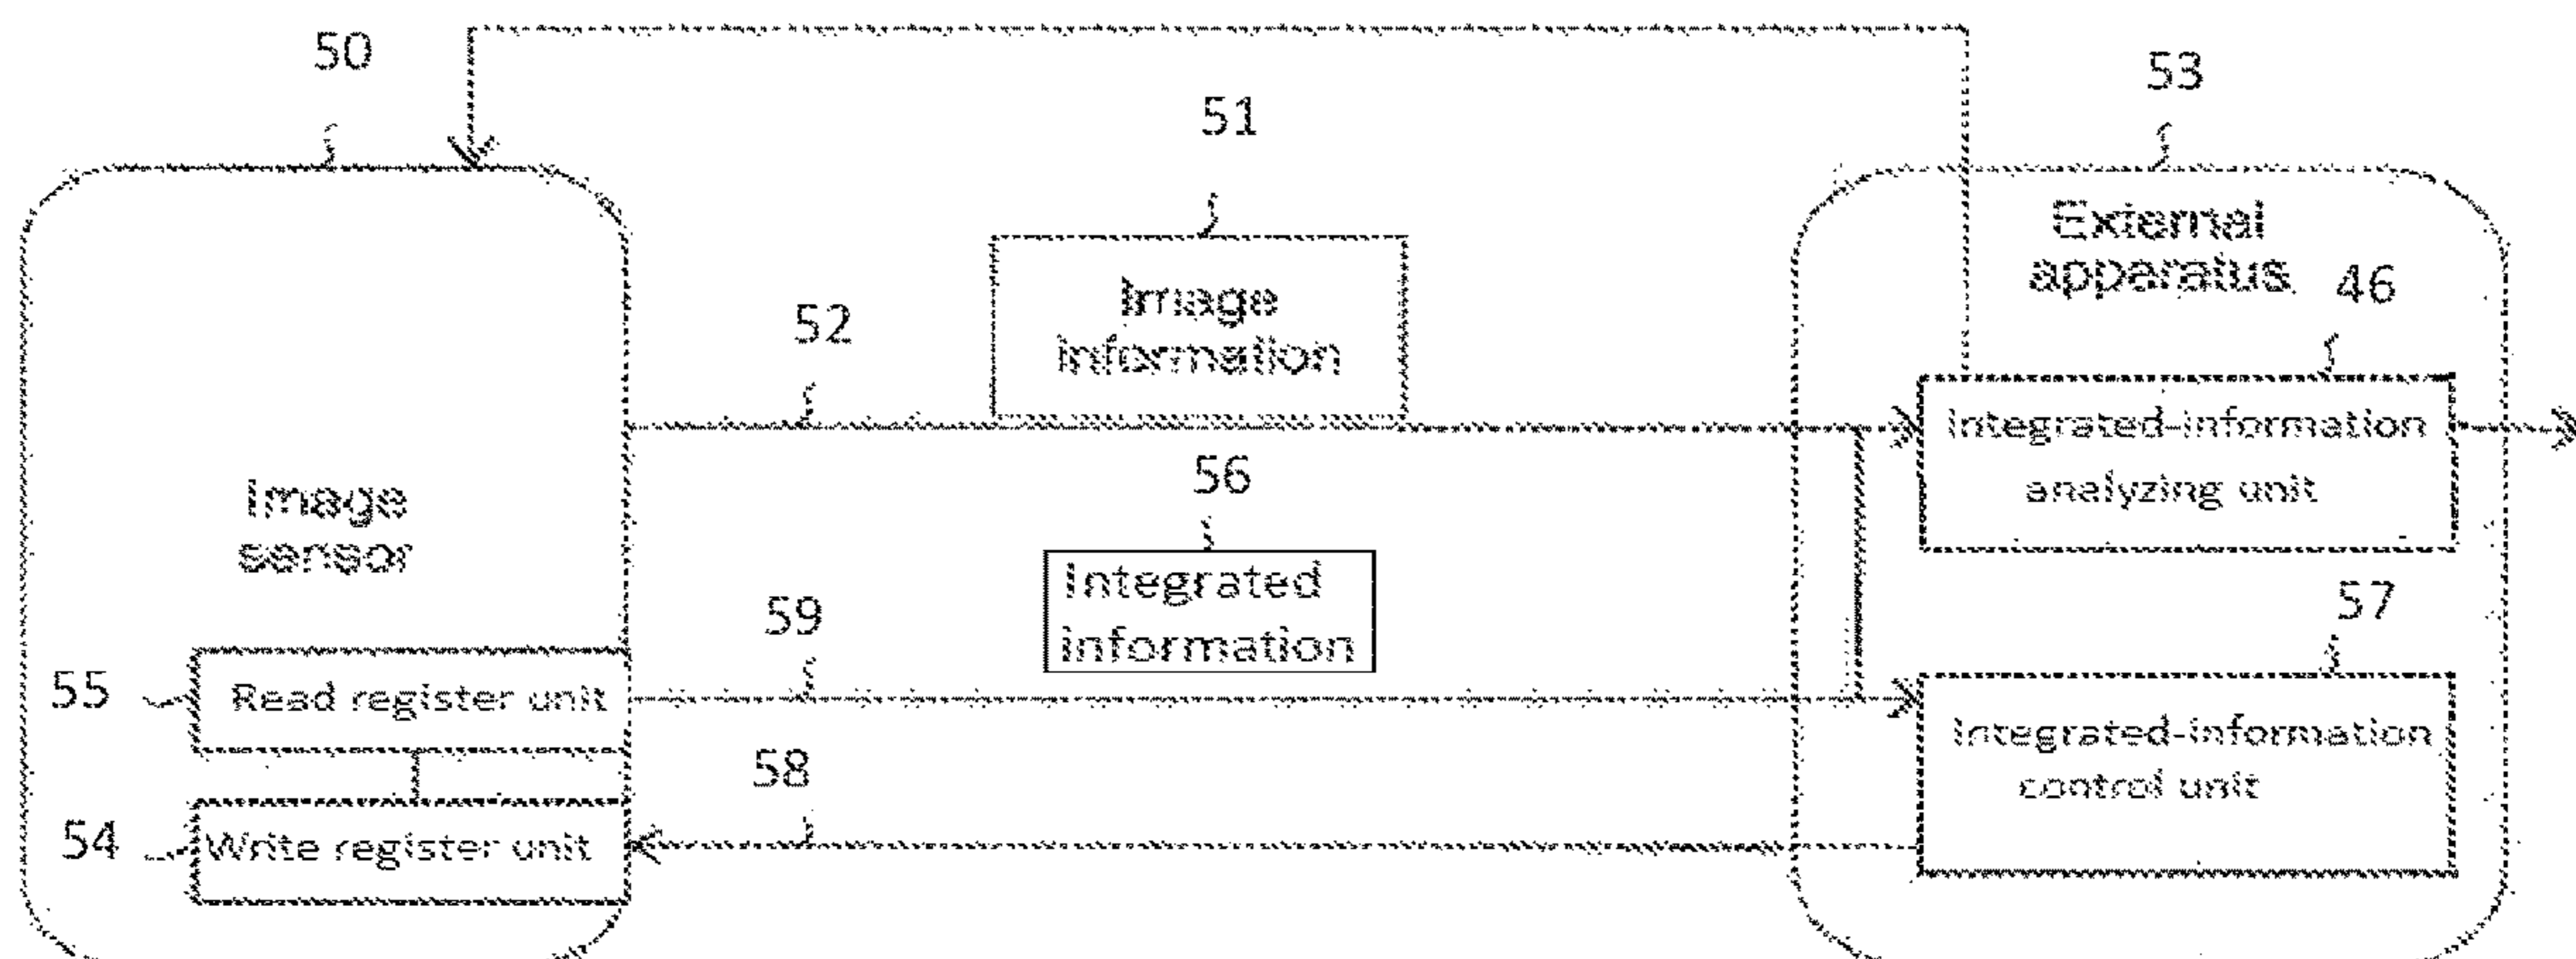 50
53
51
External
apparatus
46
Image
information
52
Integrated-information
analyzing unit
56
Image
sensor
Integrated
information
59
57
55
Read register unit
Integrated-information
control unit
58
54
Write register unit